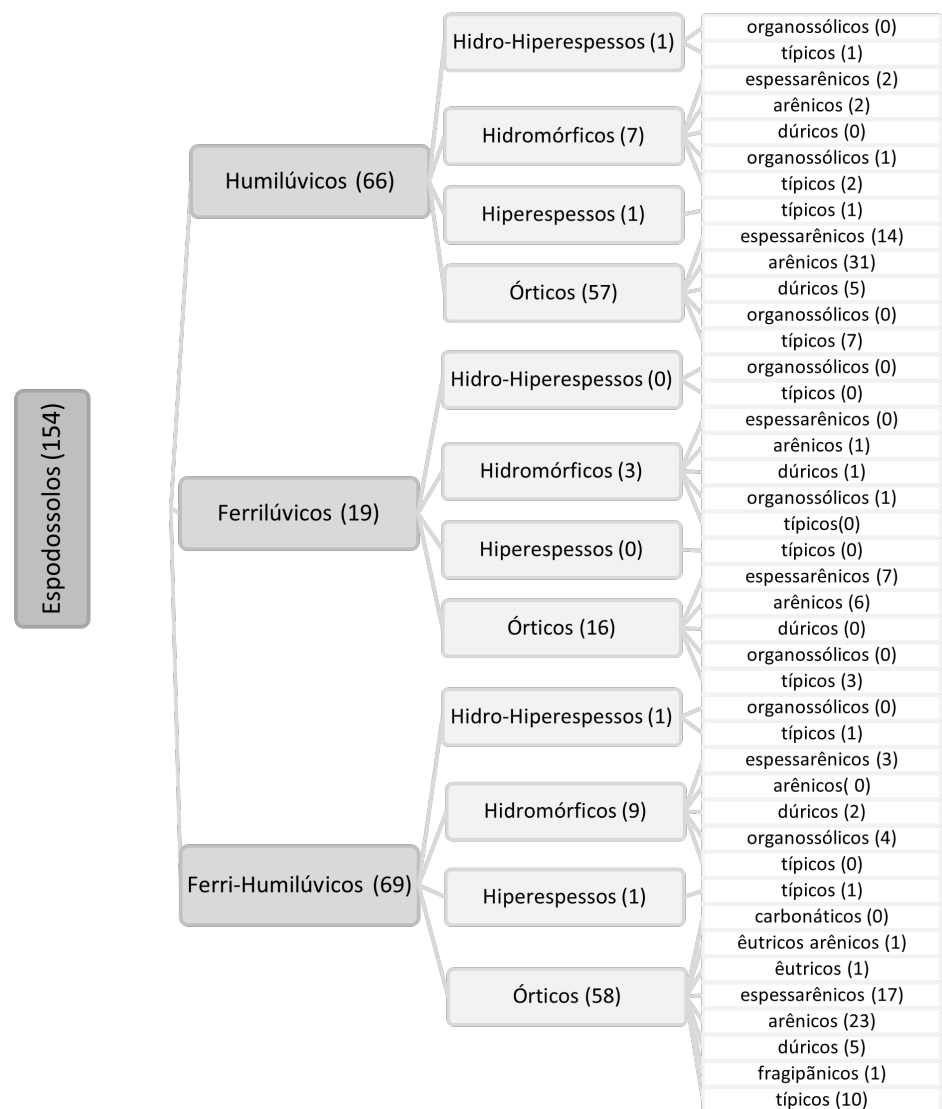 Espodossolos (154)
Humilúvicos (66)
Hidro-Hiperespessos (1)
organossólicos (0)
típicos (1)
Hidromórficos (7)
espessarênicos (2)
arênicos (2)
dúricos (0)
organossólicos (1)
típicos (2)
Hiperespessos (1)
típicos (1)
Órticos (57)
espessarênicos (14)
arênicos (31)
dúricos (5)
organossólicos (0)
típicos (7)
Ferrilúvicos (19)
Hidro-Hiperespessos (0)
organossólicos (0)
típicos (0)
Hidromórficos (3)
espessarênicos (0)
arênicos (1)
dúricos (1)
organossólicos (1)
típicos(0)
Hiperespessos (0)
típicos (0)
Órticos (16)
espessarênicos (7)
arênicos (6)
dúricos (0)
organossólicos (0)
típicos (3)
Ferri-Humilúvicos (69)
Hidro-Hiperespessos (1)
organossólicos (0)
típicos (1)
Hidromórficos (9)
espessarênicos (3)
arênicos( 0)
dúricos (2)
organossólicos (4)
típicos (0)
Hiperespessos (1)
típicos (1)
Órticos (58)
carbonáticos (0)
êutricos arênicos (1)
êutricos (1)
espessarênicos (17)
arênicos (23)
dúricos (5)
fragipãnicos (1)
típicos (10)